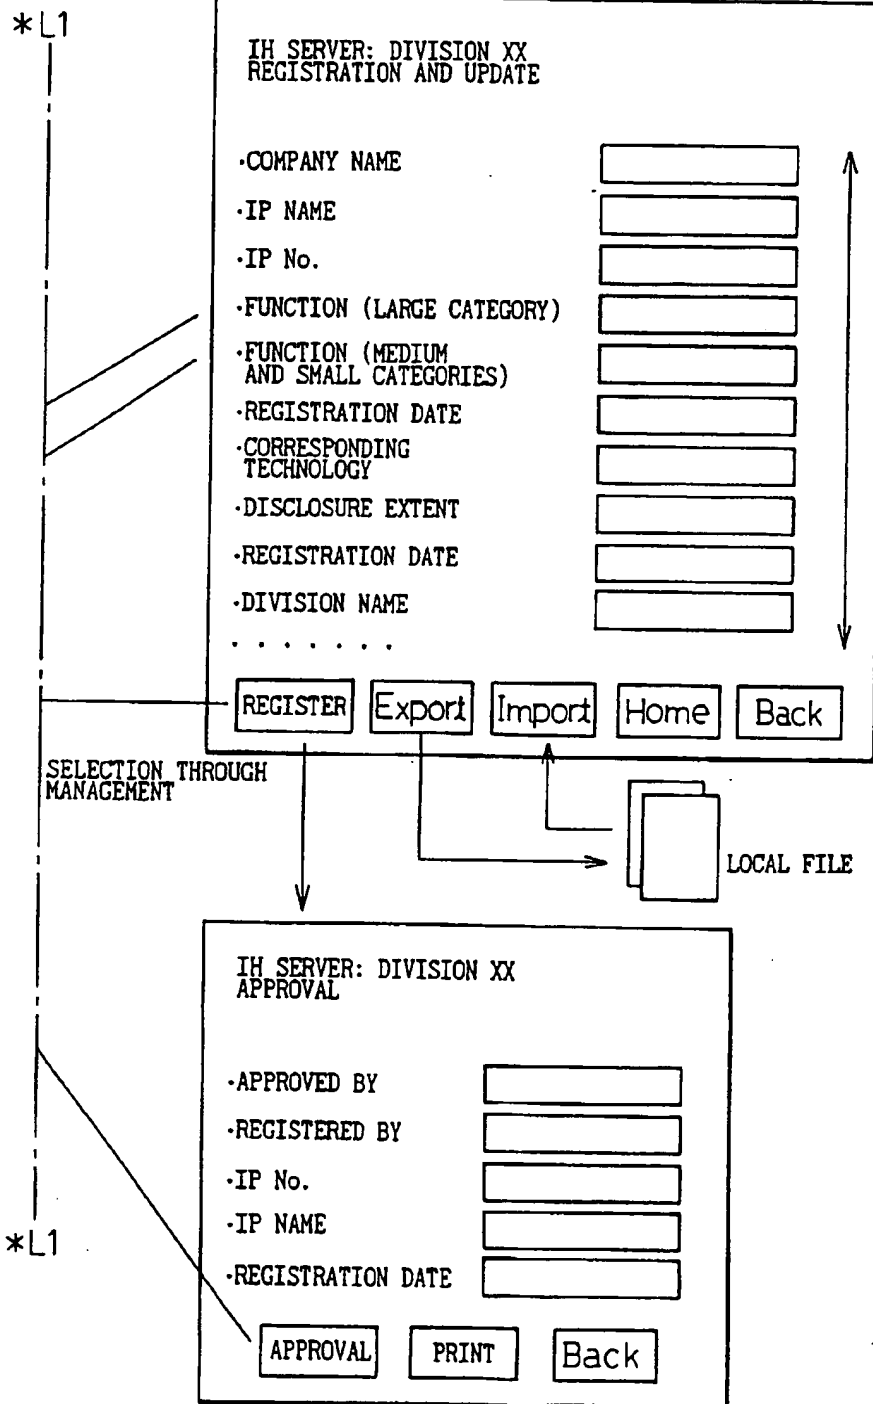 *L1
IH SERVER: DIVISION XX
REGISTRATION AND UPDATE
·COMPANY NAME
·IP NAME
·IP No.
·FUNCTION (LARGE CATEGORY)
·FUNCTION (MEDIUM
AND SMALL CATEGORIES)
·REGISTRATION DATE
·CORRESPONDING
TECHNOLOGY
·DISCLOSURE EXTENT
·REGISTRATION DATE
·DIVISION NAME
. . . . . . .
REGISTER Export Import Home Back
SELECTION THROUGH
MANAGEMENT
LOCAL FILE
IH SERVER: DIVISION XX
APPROVAL
·APPROVED BY
·REGISTERED BY
·IP No.
·IP NAME
*L1
·REGISTRATION DATE
APPROVAL PRINT Back